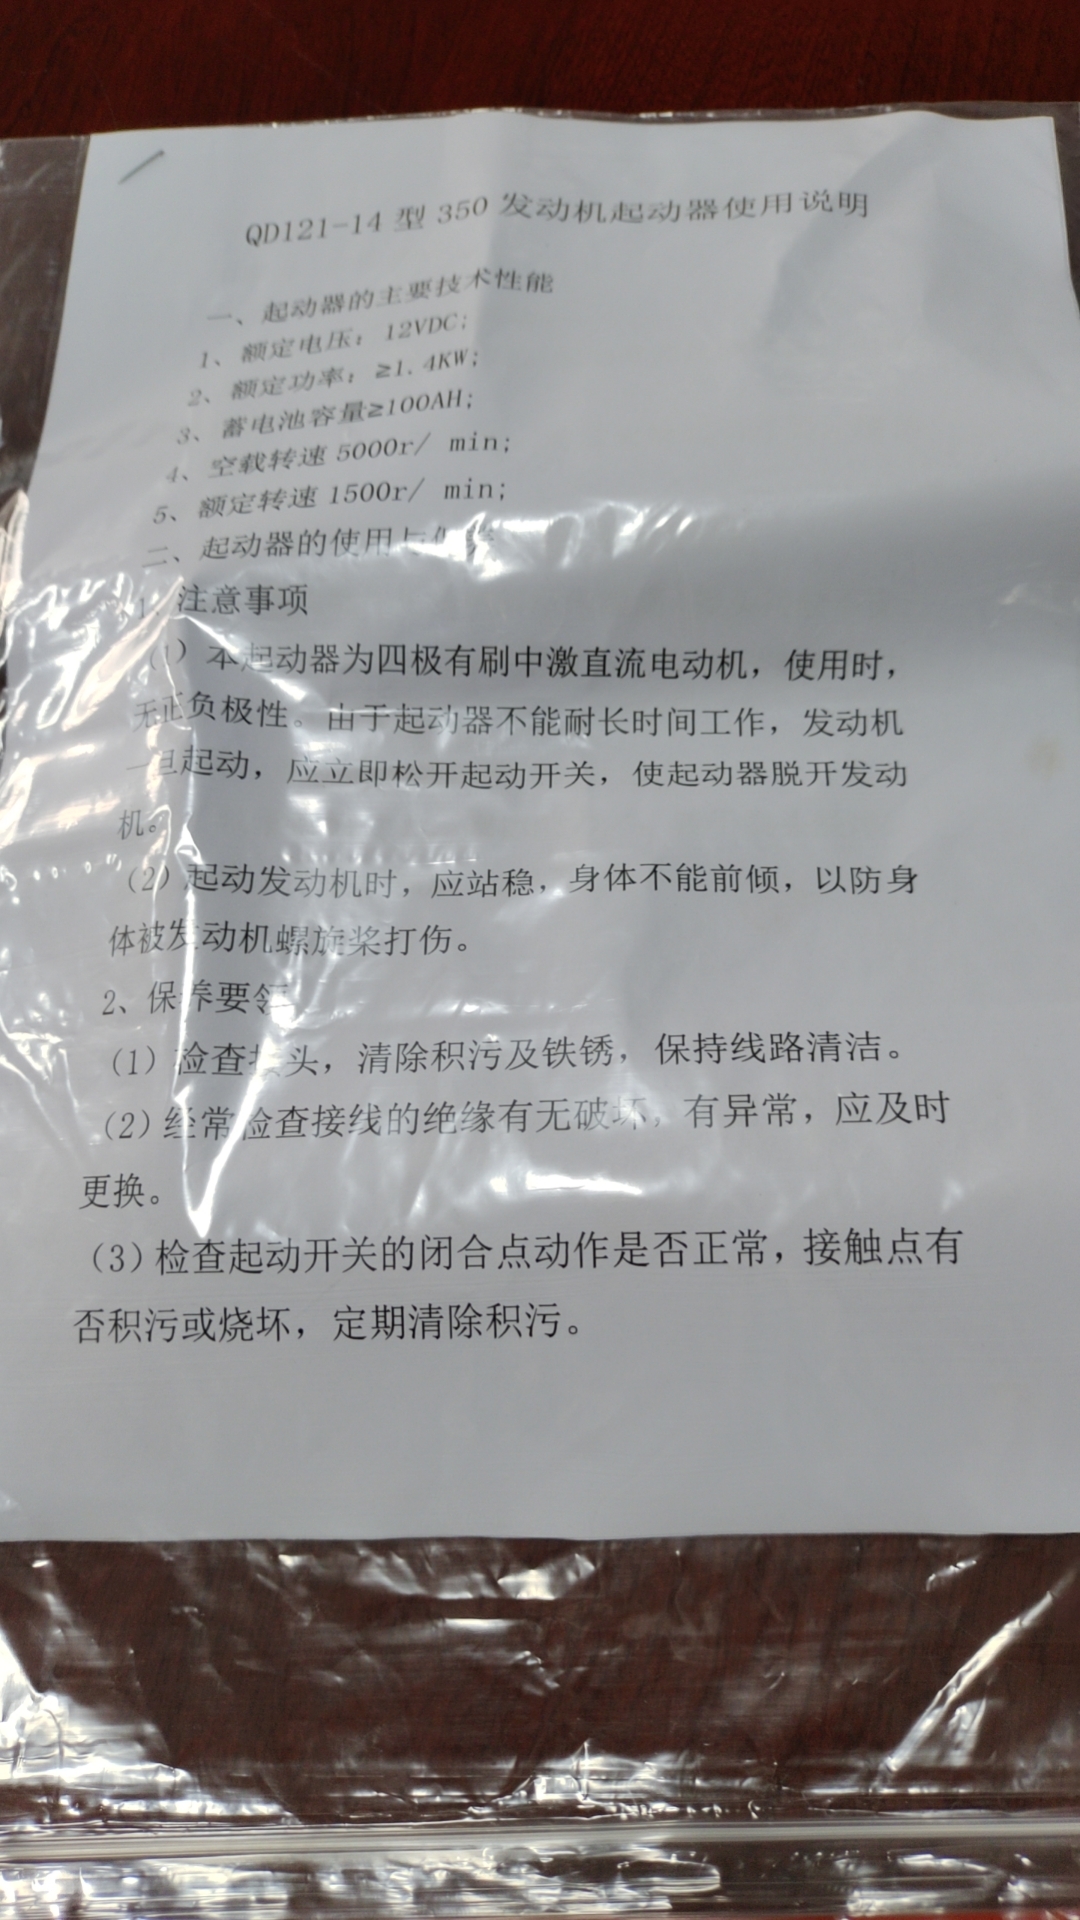 QD121-14 型 350 发动机起动器使用说明
一、起动器的主要技术性能
1、额定电压：12VDC;
2、额定功率：≥1.4KW;
3、蓄电池容量≥100AH;
4、空载转速 5000r/ min;
5、额定转速 1500r/ min;
二、起动器的使用与
1、注意事项
（1）本起动器为四极有刷中激直流电动机，使用时，
无正负极性。由于起动器不能耐长时间工作，发动机
一旦起动，应立即松开起动开关，使起动器脱开发动
机。
（2）起动发动机时，应站稳，身体不能前倾，以防身
体被发动机螺旋桨打伤。
2、保养要领
（1）检查接头，清除积污及铁锈，保持线路清洁。
（2）经常检查接线的绝缘有无破坏，有异常，应及时
更换。
（3）检查起动开关的闭合点动作是否正常，接触点有
否积污或烧坏，定期清除积污。